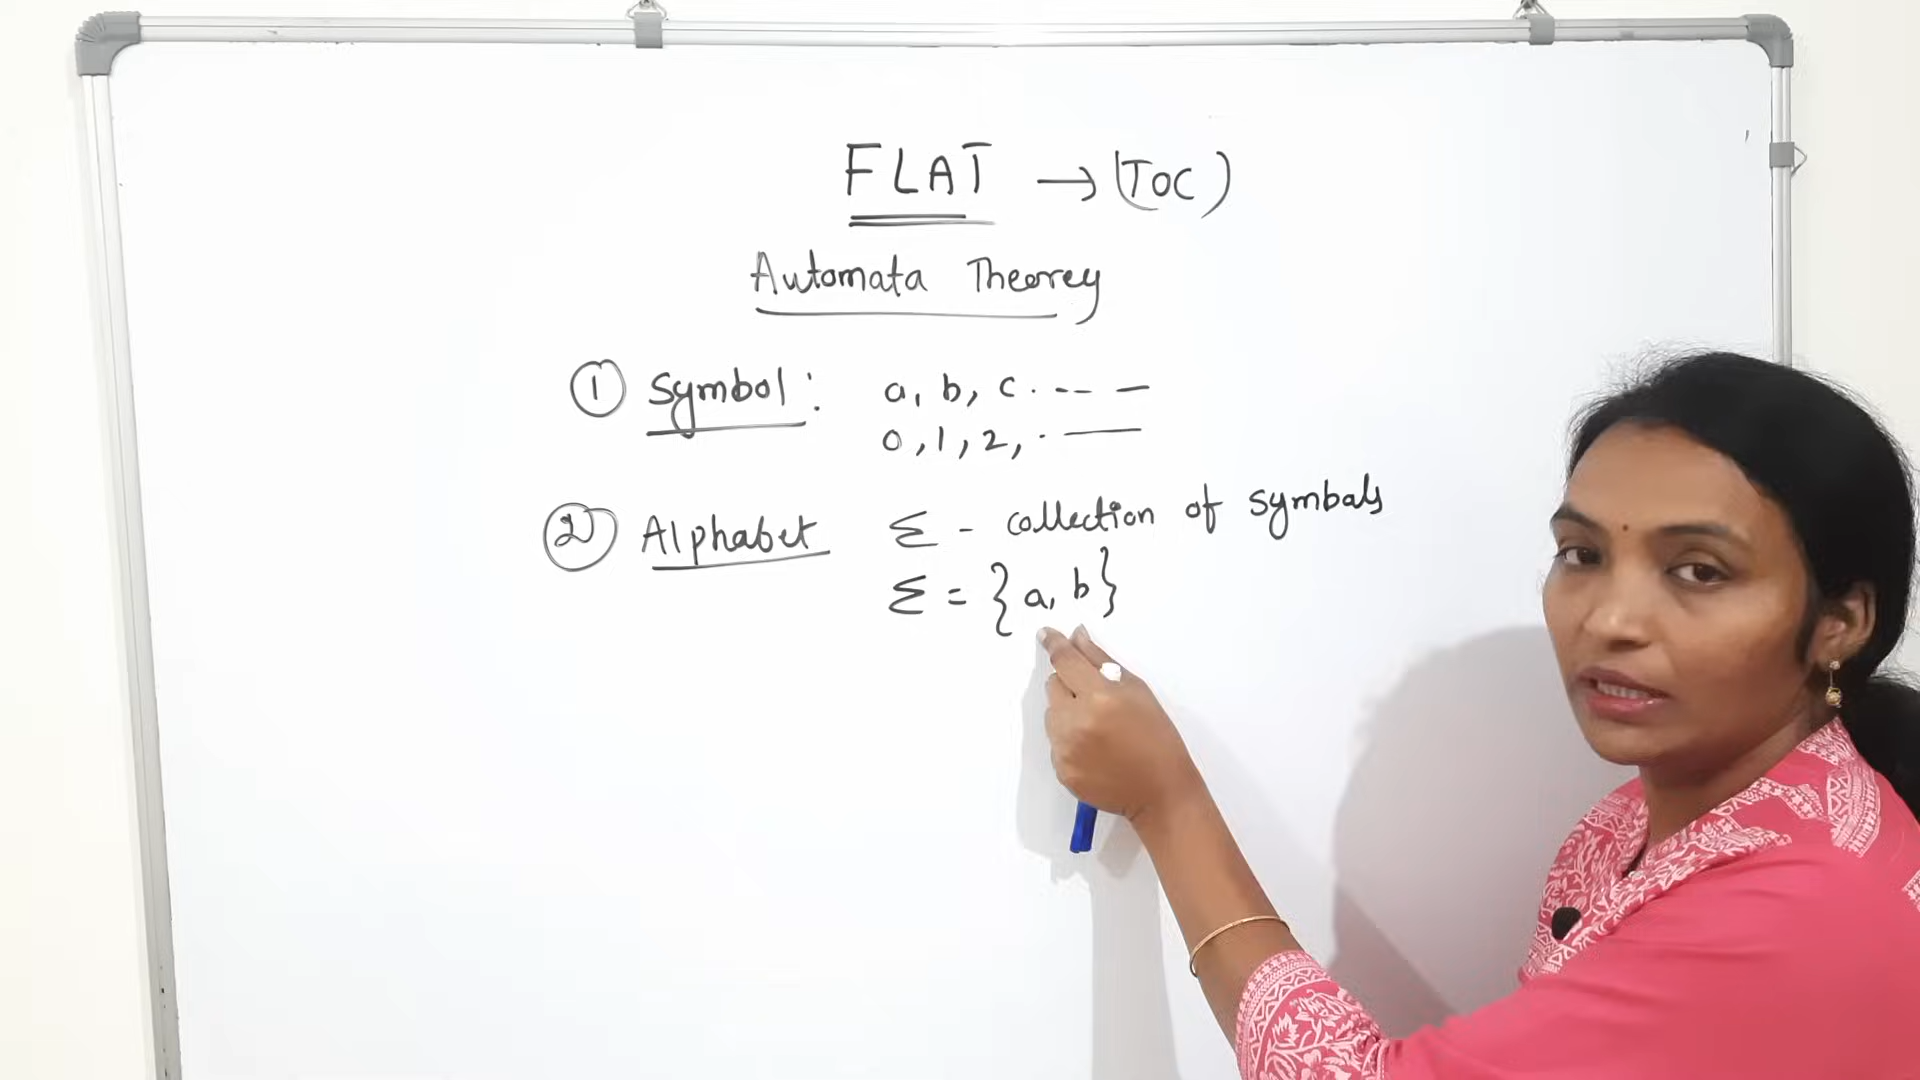 FLAT → (TOC)
Automata Theorey
① Symbol: a, b, c . -- —
0, 1, 2, . —
② Alphabet Σ - collection of symbals
Σ = {a, b}